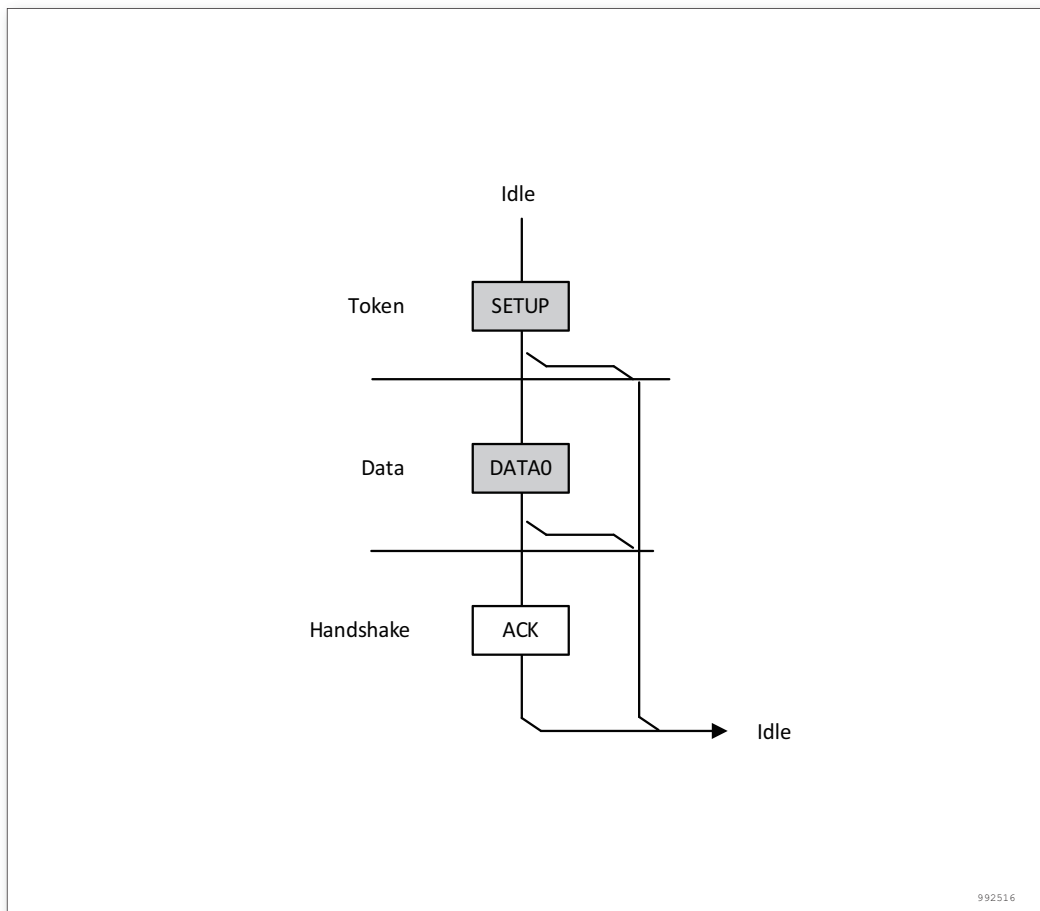 Idle
Token
SETUP
Data
DATA0
Handshake
ACK
Idle
992516